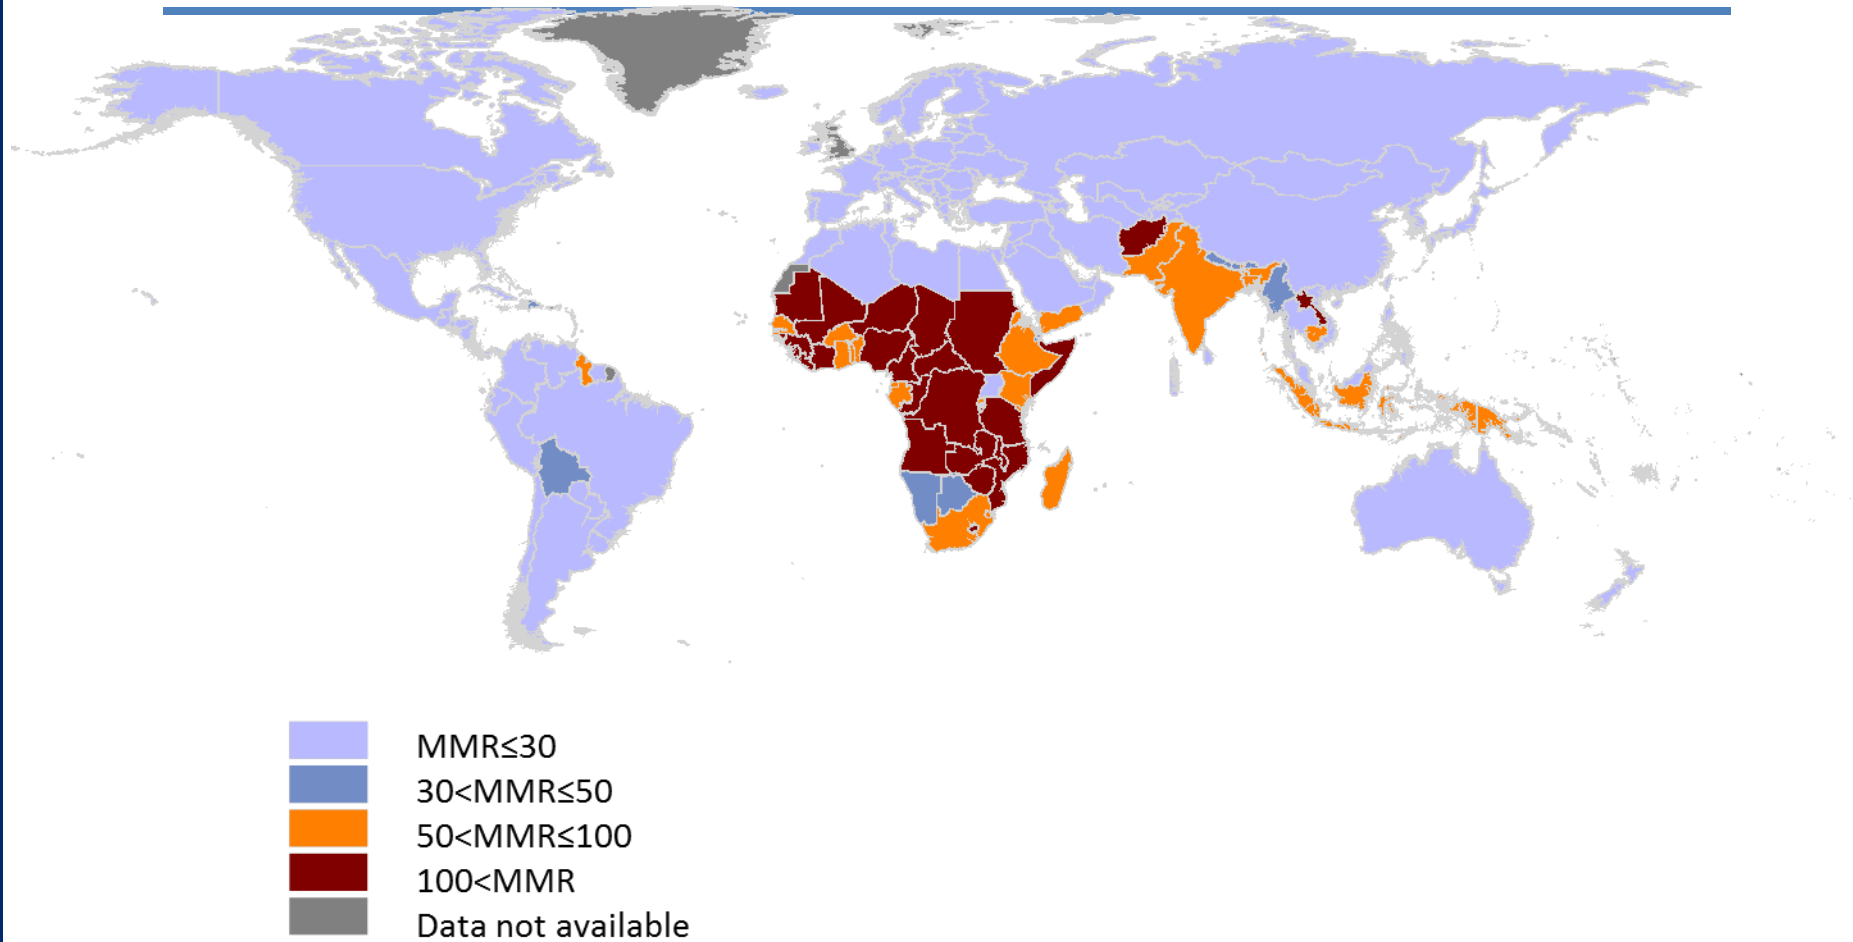 MMR≤30
30<MMR≤50
50<MMR≤100
100<MMR
Data not available